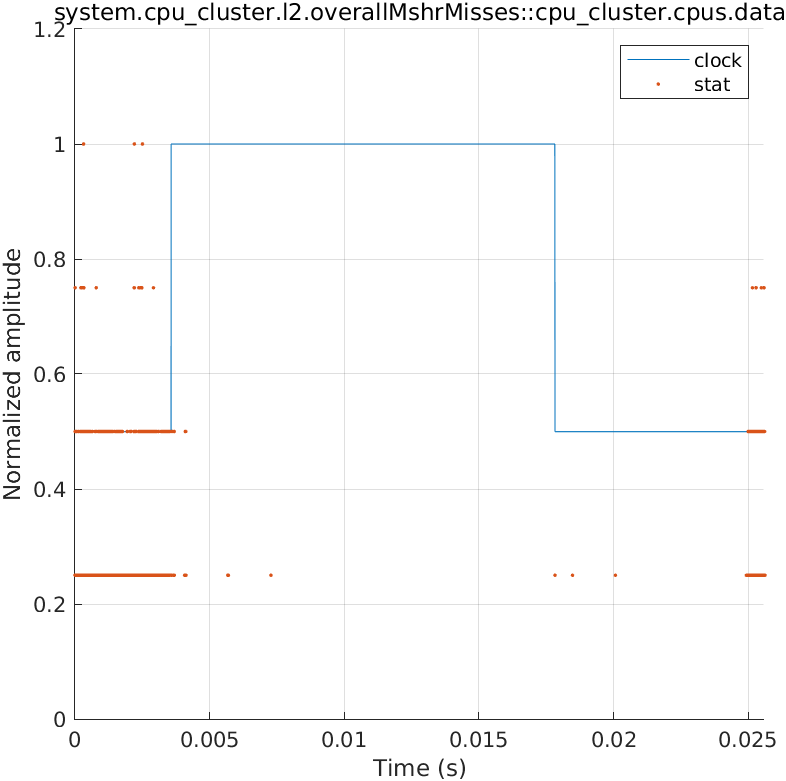 system.cpu_cluster.l2.overallMshrMisses::cpu_cluster.cpus.data
1.2
1
0.8
0.6
0.4
0.2
0
Normalized amplitude
clock
stat
0 0.005 0.01 0.015 0.02 0.025
Time (s)